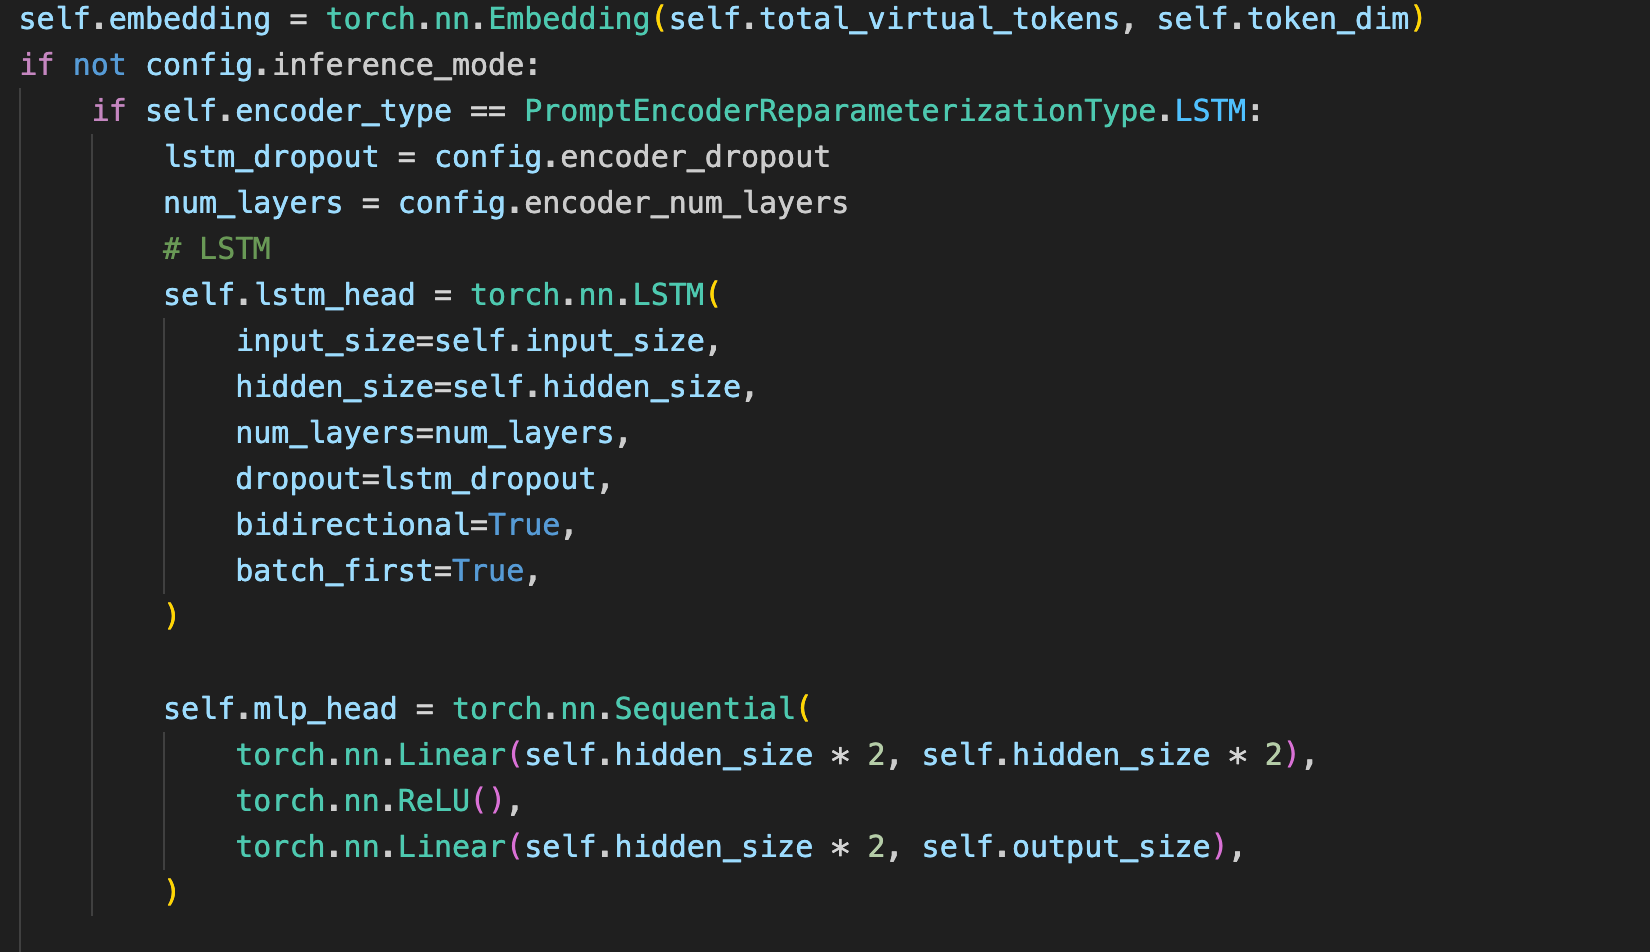 self.embedding = torch.nn.Embedding(self.total_virtual_tokens, self.token_dim)
if not config.inference_mode:
    if self.encoder_type == PromptEncoderReparameterizationType.LSTM:
        lstm_dropout = config.encoder_dropout
        num_layers = config.encoder_num_layers
        # LSTM
        self.lstm_head = torch.nn.LSTM(
            input_size=self.input_size,
            hidden_size=self.hidden_size,
            num_layers=num_layers,
            dropout=lstm_dropout,
            bidirectional=True,
            batch_first=True,
        )

        self.mlp_head = torch.nn.Sequential(
            torch.nn.Linear(self.hidden_size * 2, self.hidden_size * 2),
            torch.nn.ReLU(),
            torch.nn.Linear(self.hidden_size * 2, self.output_size),
        )